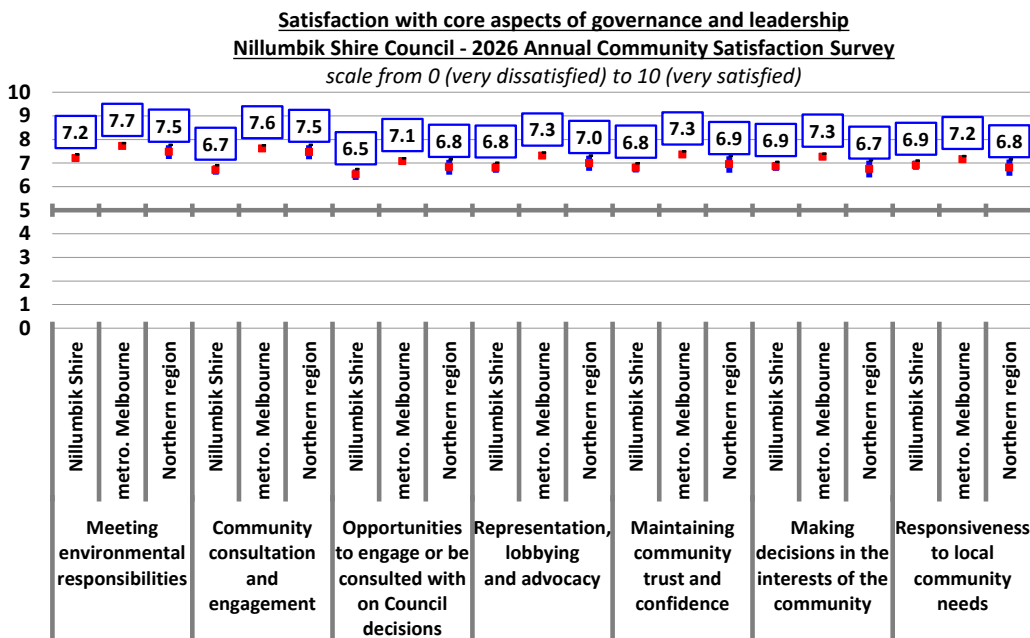 Satisfaction with core aspects of governance and leadership
Nillumbik Shire Council - 2026 Annual Community Satisfaction Survey
scale from 0 (very dissatisfied) to 10 (very satisfied)
10
9
8
7
6
5
4
3
2
1
0
7.2
7.7
7.5
6.7
7.6
7.5
6.5
7.1
6.8
6.8
7.3
7.0
6.8
7.3
6.9
6.9
7.3
6.7
6.9
7.2
6.8
Nillumbik Shire
metro. Melbourne
Northern region
Nillumbik Shire
metro. Melbourne
Northern region
Nillumbik Shire
metro. Melbourne
Northern region
Nillumbik Shire
metro. Melbourne
Northern region
Nillumbik Shire
metro. Melbourne
Northern region
Nillumbik Shire
metro. Melbourne
Northern region
Nillumbik Shire
metro. Melbourne
Northern region
Meeting
environmental
responsibilities
Community
consultation
and
engagement
Opportunities
to engage or be
consulted with
on Council
decisions
Representation,
lobbying
and advocacy
Maintaining
community
trust and
confidence
Making
decisions in the
interests of the
community
Responsiveness
to local
community
needs